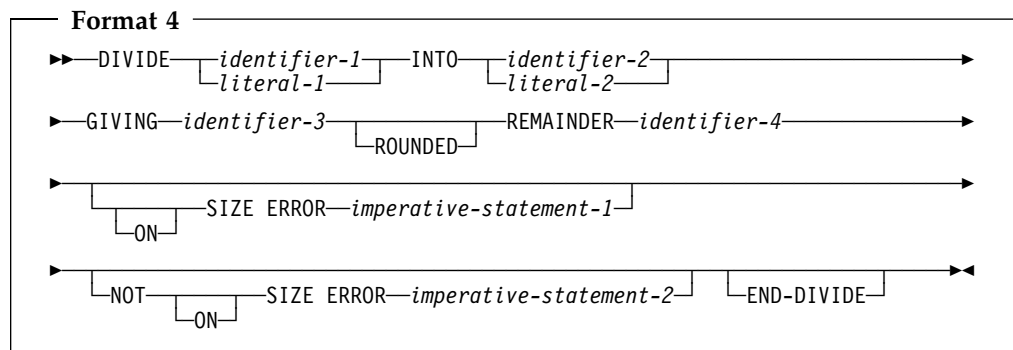 Format 4
DIVIDE identifier-1 INTO identifier-2
literal-1 literal-2
GIVING identifier-3 REMAINDER identifier-4
ROUNDED
SIZE ERROR imperative-statement-1
ON
NOT SIZE ERROR imperative-statement-2 END-DIVIDE
ON